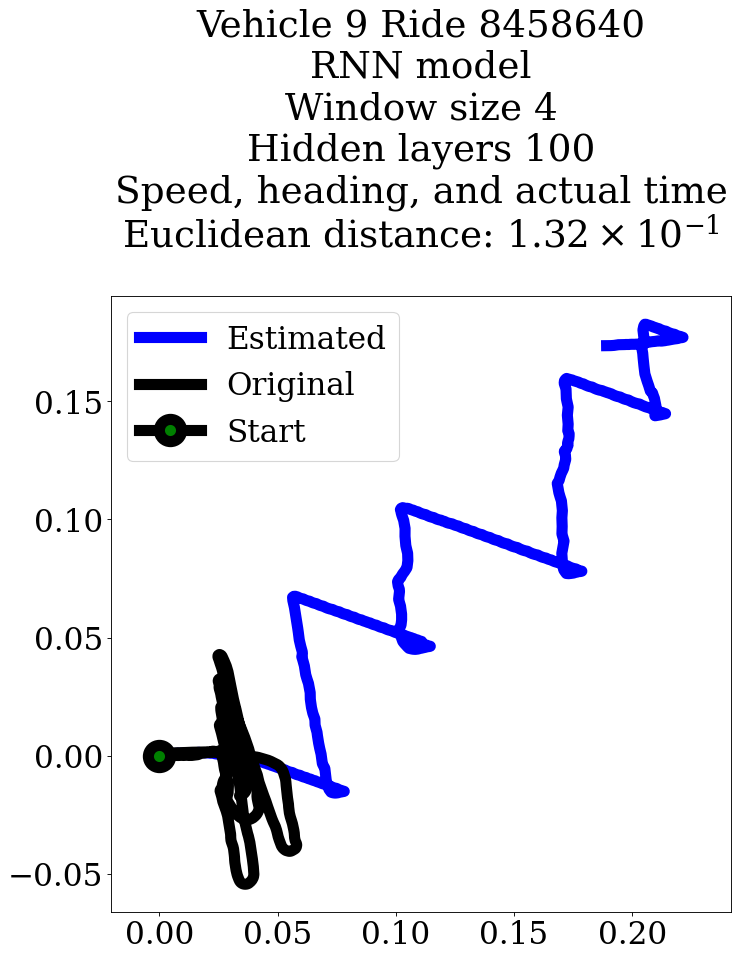 Vehicle 9 Ride 8458640
RNN model
Window size 4
Hidden layers 100
Speed, heading, and actual time
Euclidean distance: 1.32 × 10⁻¹
Estimated
Original
Start
0.15
0.10
0.05
0.00
−0.05
0.00 0.05 0.10 0.15 0.20